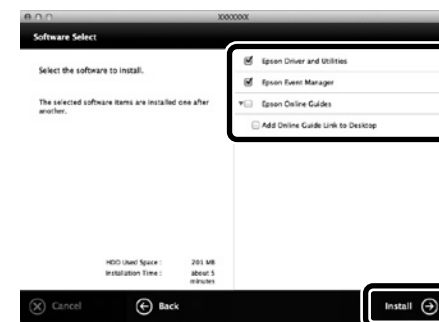 XXXXXXX
Software Select
Select the software to install.
The selected software items are installed one after
another.
Epson Driver and Utilities
Epson Event Manager
Epson Online Guides
Add Online Guide Link to Desktop
HDD Used Space : 201 MB
Installation Time : about 5
minutes
Cancel
Back
Install